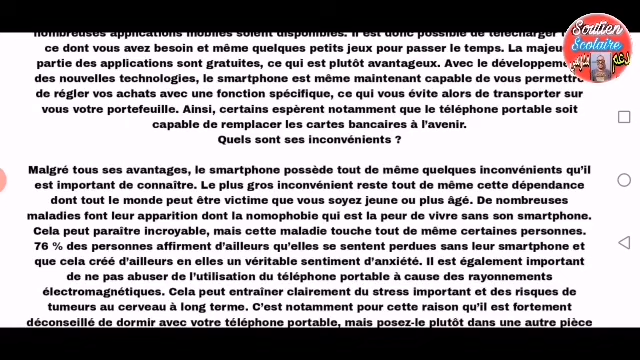 nombreuses applications mobiles soient disponibles. Il est donc possible de télécharger
ce dont vous avez besoin et même quelques petits jeux pour passer le temps. La majeu
partie des applications sont gratuites, ce qui est plutôt avantageux. Avec le développeme
des nouvelles technologies, le smartphone est même maintenant capable de vous permettre
de régler vos achats avec une fonction spécifique, ce qui vous évite alors de transporter sur
vous votre portefeuille. Ainsi, certains espèrent notamment que le téléphone portable soit
capable de remplacer les cartes bancaires à l'avenir.
Quels sont ses inconvénients ?
Malgré tous ses avantages, le smartphone possède tout de même quelques inconvénients qu'il
est important de connaître. Le plus gros inconvénient reste tout de même cette dépendance
dont tout le monde peut être victime que vous soyez jeune ou plus âgé. De nombreuses
maladies font leur apparition dont la nomophobie qui est la peur de vivre sans son smartphone.
Cela peut paraître incroyable, mais cette maladie touche tout de même certaines personnes.
76 % des personnes affirment d'ailleurs qu'elles se sentent perdues sans leur smartphone et
que cela créé d'ailleurs en elles un véritable sentiment d'anxiété. Il est également important
de ne pas abuser de l'utilisation du téléphone portable à cause des rayonnements
électromagnétiques. Cela peut entraîner clairement du stress important et des risques de
tumeurs au cerveau à long terme. C'est notamment pour cette raison qu'il est fortement
déconseillé de dormir avec votre téléphone portable, mais posez-le plutôt dans une autre pièce
Soutien
Scolaire